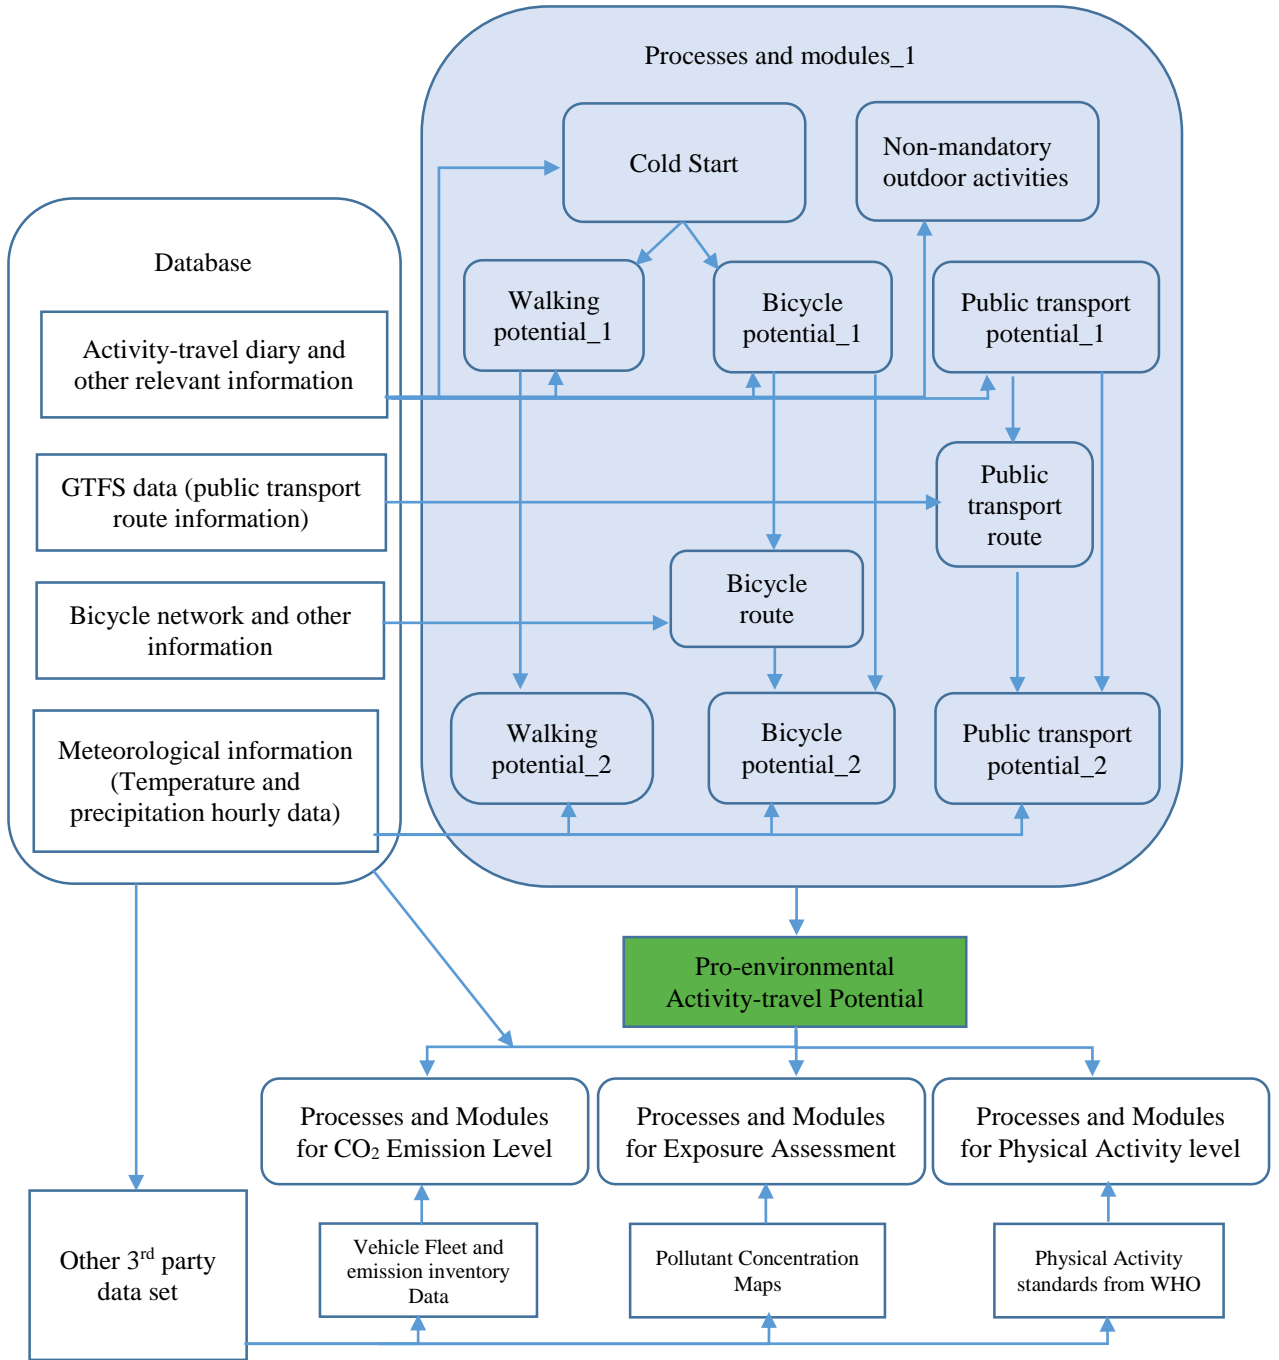 Processes and modules_1
Cold Start
Non-mandatory
outdoor activities
Database
Walking
potential_1
Bicycle
potential_1
Public transport
potential_1
Activity-travel diary and
other relevant information
GTFS data (public transport
route information)
Public
transport
route
Bicycle network and other
information
Bicycle
route
Meteorological information
(Temperature and
precipitation hourly data)
Walking
potential_2
Bicycle
potential_2
Public transport
potential_2
Pro-environmental
Activity-travel Potential
Processes and Modules
for CO₂ Emission Level
Processes and Modules
for Exposure Assessment
Processes and Modules
for Physical Activity level
Other 3rd party
data set
Vehicle Fleet and
emission inventory
Data
Pollutant Concentration
Maps
Physical Activity
standards from WHO